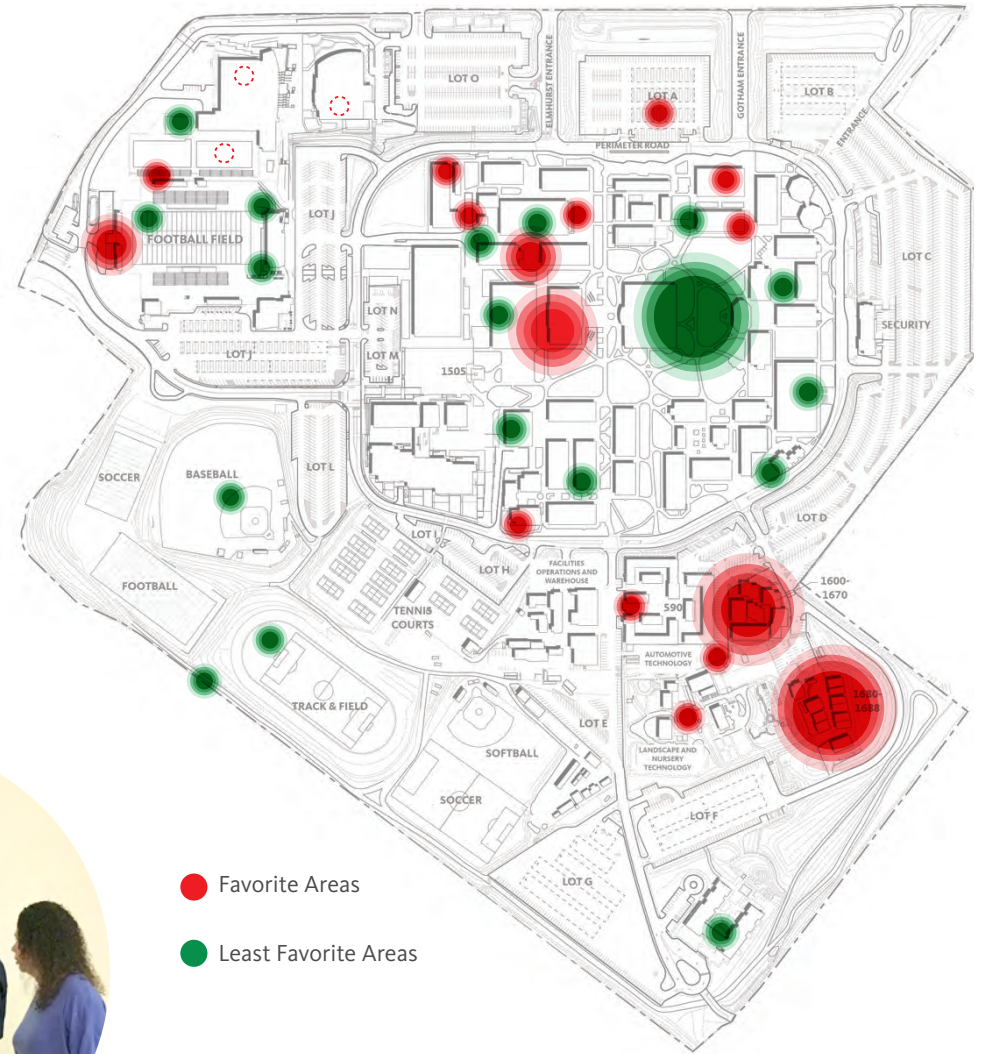 LOT O
ELMHURST ENTRANCE
LOT A
GOTHAM ENTRANCE
LOT B
ENTRANCE
PERIMETER ROAD
LOT J
FOOTBALL FIELD
LOT C
LOT N
SECURITY
LOT J
LOT M
1505
SOCCER
BASEBALL
LOT L
LOT D
LOT I
LOT H
FACILITIES
OPERATIONS AND
WAREHOUSE
FOOTBALL
TENNIS
COURTS
590
1600-
1670
AUTOMOTIVE
TECHNOLOGY
1680-
1688
TRACK & FIELD
LOT E
SOFTBALL
LANDSCAPE AND
NURSERY
TECHNOLOGY
SOCCER
LOT F
LOT G
Favorite Areas
Least Favorite Areas